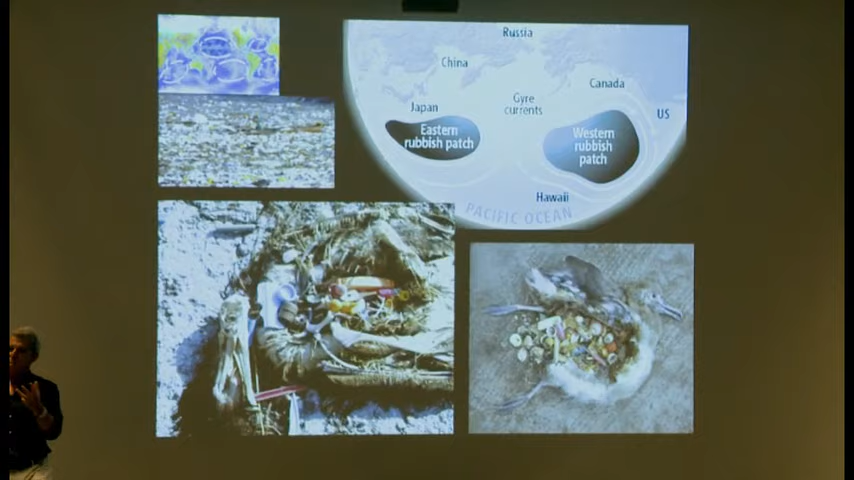 Russia
China
Canada
Gyre
currents
Japan
US
Eastern
rubbish patch
Western
rubbish
patch
Hawaii
PACIFIC OCEAN